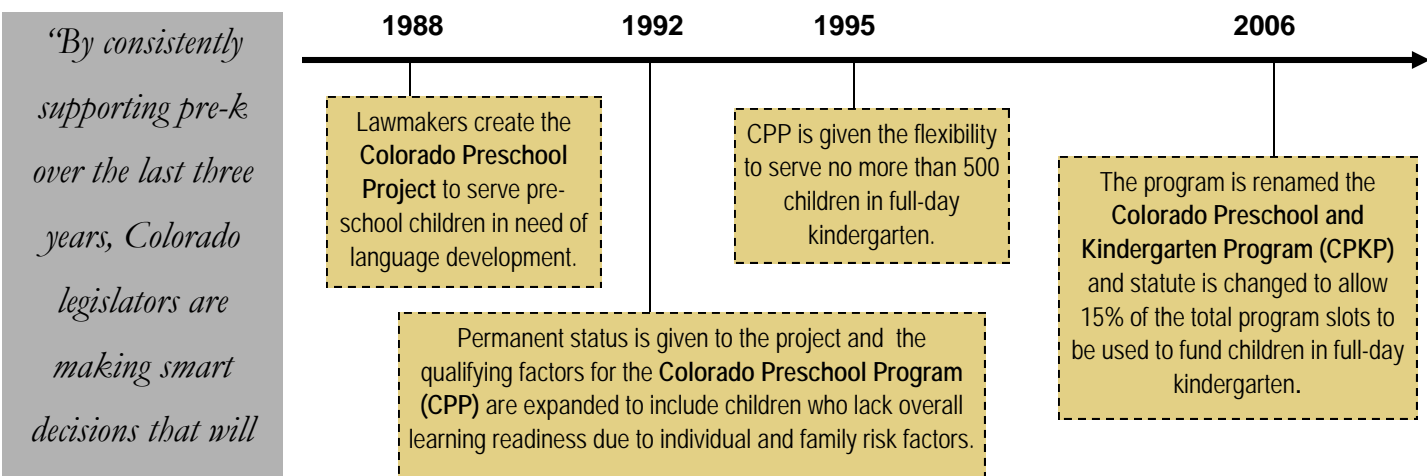 “By consistently
supporting pre-k
over the last three
years, Colorado
legislators are
making smart
decisions that will
1988
1992
1995
2006
Lawmakers create the
Colorado Preschool
Project to serve pre-
school children in need of
language development.
Permanent status is given to the project and  the
qualifying factors for the Colorado Preschool Program
(CPP) are expanded to include children who lack overall
learning readiness due to individual and family risk factors.
CPP is given the flexibility
to serve no more than 500
children in full-day
kindergarten.
The program is renamed the
Colorado Preschool and
Kindergarten Program (CPKP)
and statute is changed to allow
15% of the total program slots to
be used to fund children in full-day
kindergarten.